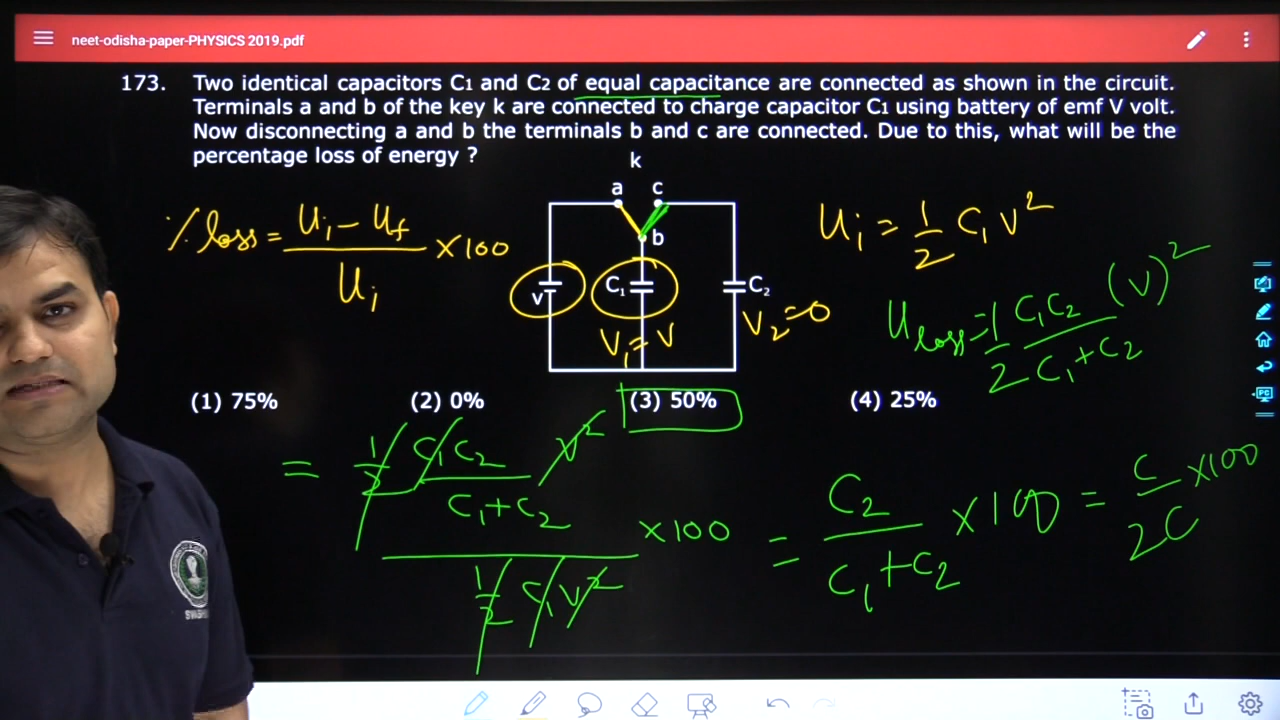 neet-odisha-paper-PHYSICS 2019.pdf
173. Two identical capacitors C1 and C2 of equal capacitance are connected as shown in the circuit.
Terminals a and b of the key k are connected to charge capacitor C1 using battery of emf V volt.
Now disconnecting a and b the terminals b and c are connected. Due to this, what will be the
percentage loss of energy ?
k
a c
b
v C₁ C₂
V₁ = V
V₂ = 0
% loss = (Ui - Uf) / Ui × 100
Ui = 1/2 C₁ V²
Uloss = 1/2 C₁C₂ / (C₁ + C₂) (V)²
(1) 75% (2) 0% (3) 50% (4) 25%
= (1/2 C₁C₂ / (C₁ + C₂) V²) / (1/2 C₁ V²) × 100 = C₂ / (C₁ + C₂) × 100 = C / 2C × 100
PC